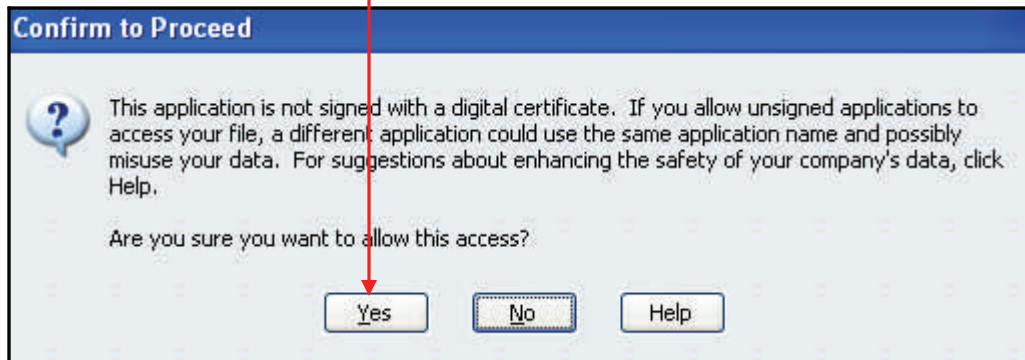 Confirm to Proceed
This application is not signed with a digital certificate.  If you allow unsigned applications to
access your file, a different application could use the same application name and possibly
misuse your data.  For suggestions about enhancing the safety of your company's data, click
Help.
Are you sure you want to allow this access?
Yes No Help